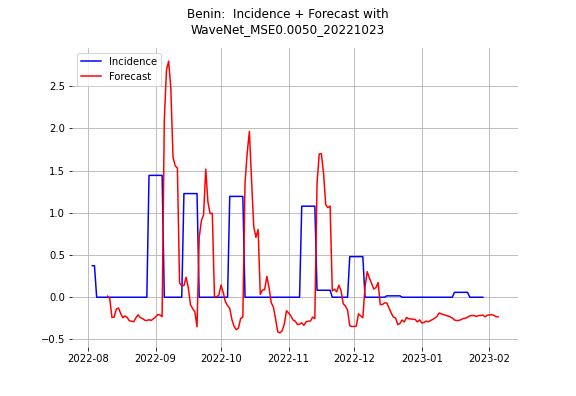 Benin:  Incidence + Forecast with
WaveNet_MSE0.0050_20221023
Incidence
Forecast
2.5
2.0
1.5
1.0
0.5
0.0
−0.5
2022-08 2022-09 2022-10 2022-11 2022-12 2023-01 2023-02